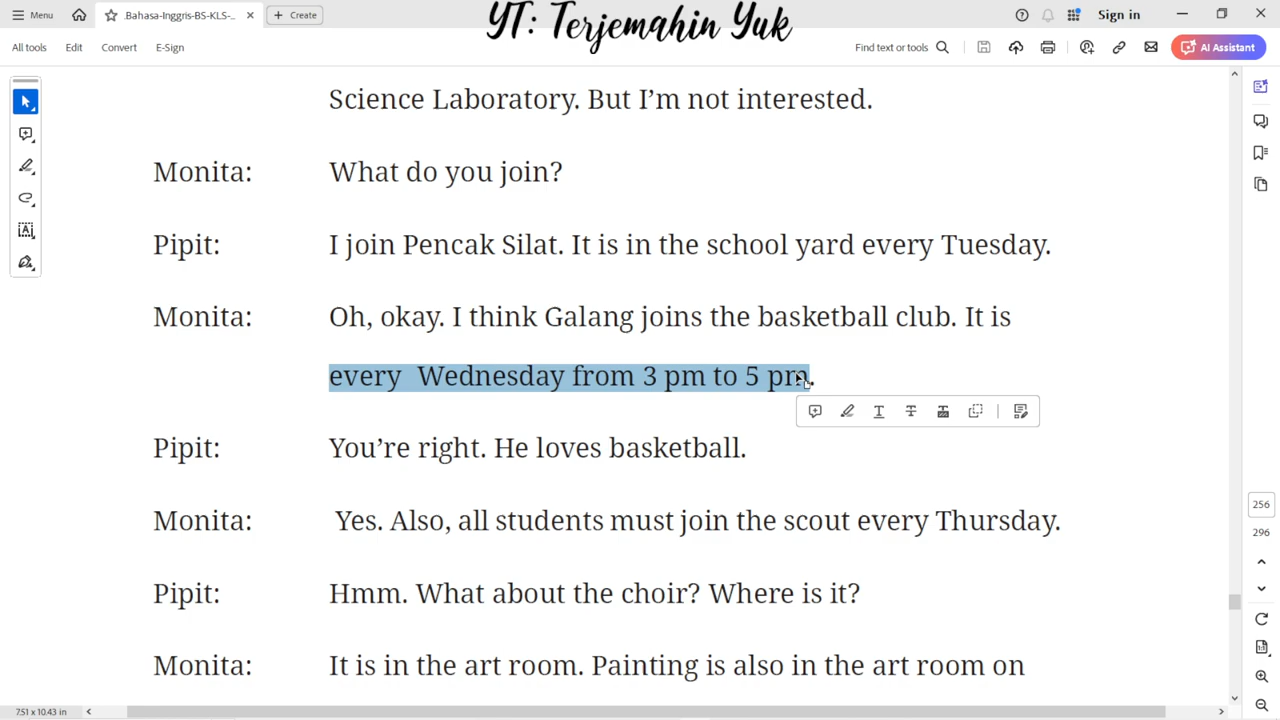 Menu
.Bahasa-Inggris-BS-KLS-...
Create
YT: Terjemahin Yuk
Sign in
All tools
Edit
Convert
E-Sign
Find text or tools
AI Assistant
Science Laboratory. But I’m not interested.
Monita: What do you join?
Pipit: I join Pencak Silat. It is in the school yard every Tuesday.
Monita: Oh, okay. I think Galang joins the basketball club. It is
every Wednesday from 3 pm to 5 pm.
Pipit: You’re right. He loves basketball.
Monita: Yes. Also, all students must join the scout every Thursday.
Pipit: Hmm. What about the choir? Where is it?
Monita: It is in the art room. Painting is also in the art room on
256
296
7.51 x 10.43 in